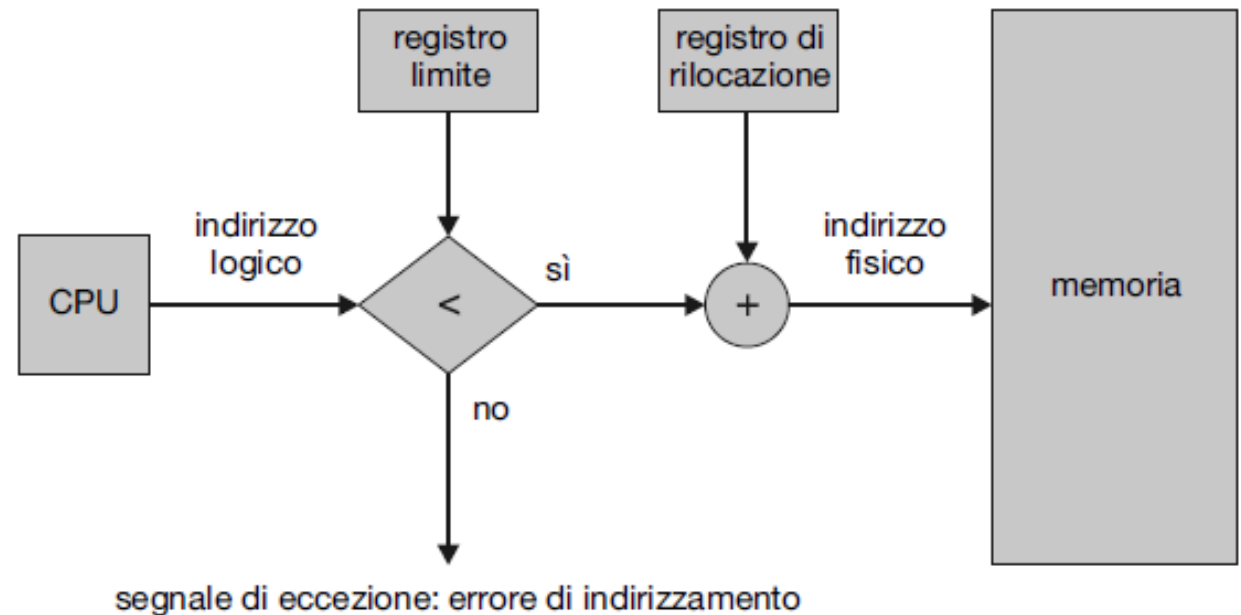 registro
limite
registro di
rilocazione
indirizzo
logico
indirizzo
fisico
CPU
<
sì
+
memoria
no
segnale di eccezione: errore di indirizzamento